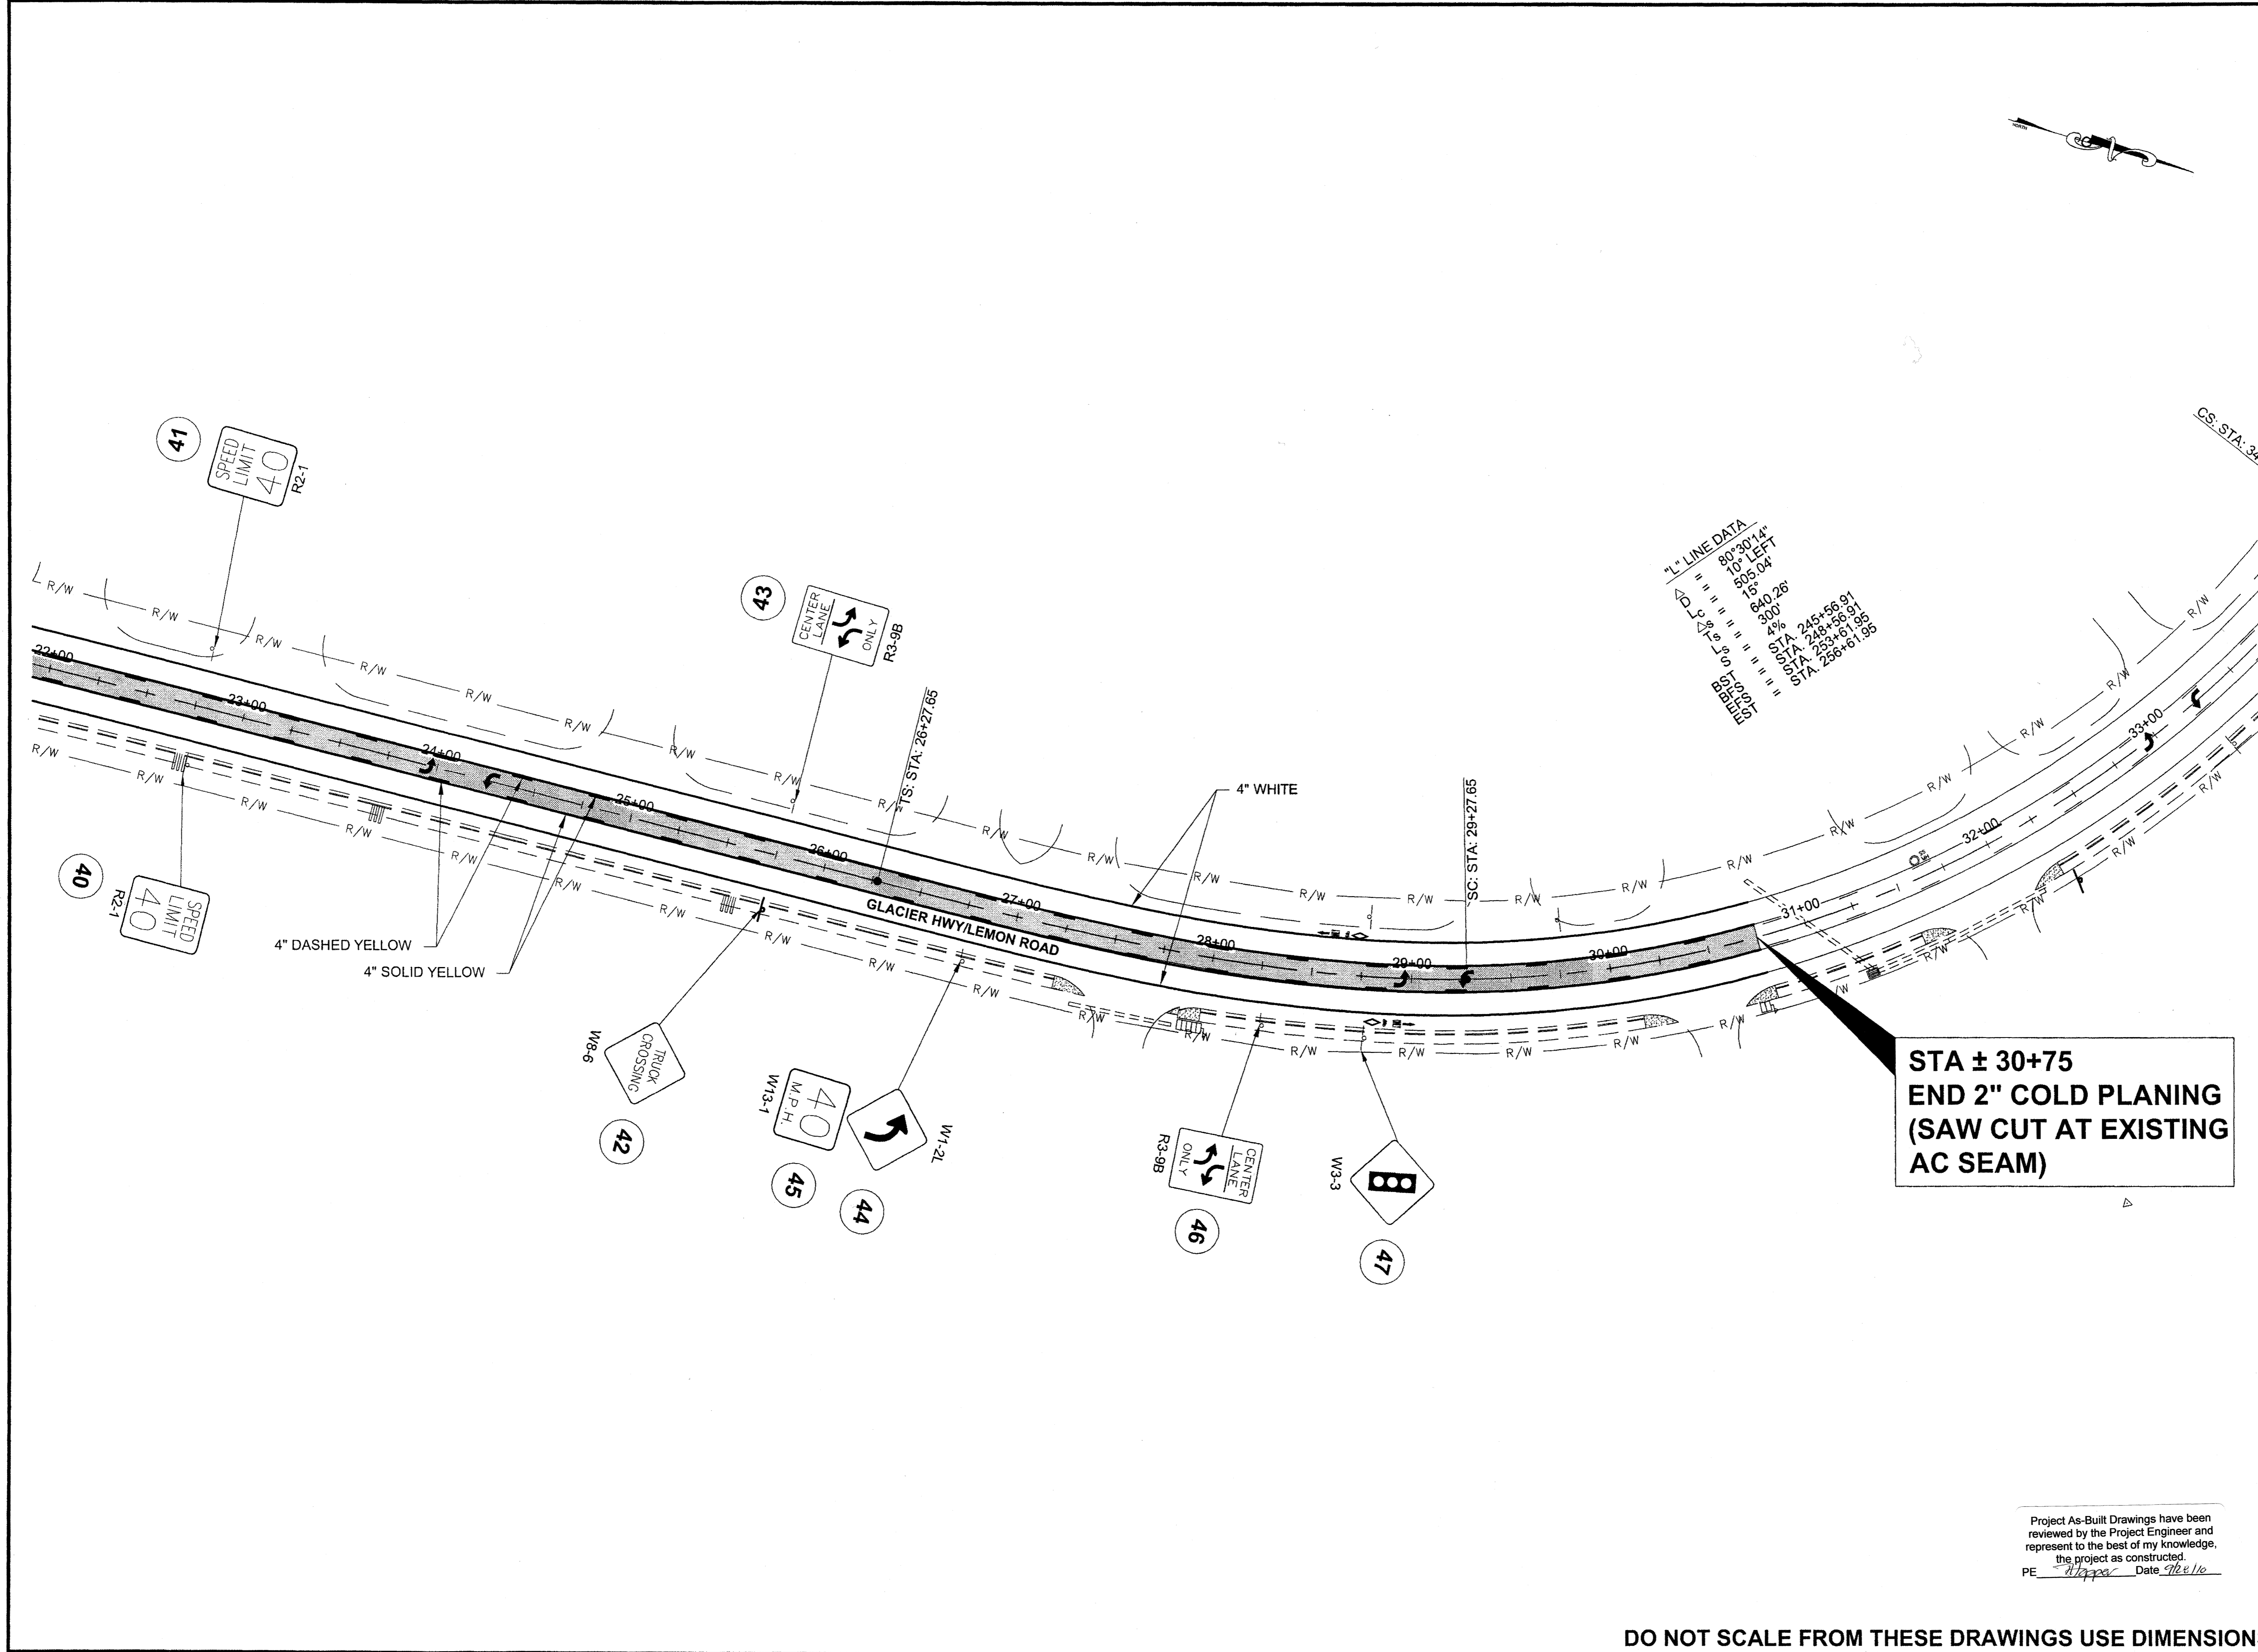 NORTH
CS: STA: 34
41
SPEED
LIMIT
40
R2-1
"L" LINE DATA
△ = 80°30'14"
D = 10° LEFT
Lc = 505.04'
△s = 15°
Ts = 640.26'
Ls = 300'
S = 4%
BST = STA. 245+56.91
BFS = STA. 248+56.91
EFS = STA. 253+61.95
EST = STA. 256+61.95
43
CENTER
LANE
ONLY
R3-9B
TS: STA: 26+27.65
SC: STA: 29+27.65
4" WHITE
R/W R/W R/W R/W R/W R/W R/W R/W R/W R/W R/W R/W R/W R/W R/W R/W R/W R/W R/W R/W R/W R/W
22+00
23+00
24+00
25+00
26+00
27+00
28+00
29+00
30+00
31+00
32+00
33+00
GLACIER HWY/LEMON ROAD
R/W R/W R/W R/W R/W R/W R/W R/W R/W R/W R/W R/W R/W R/W R/W R/W R/W R/W /W R/W R/W R/W R/W
40
SPEED
LIMIT
40
R2-1
4" DASHED YELLOW
4" SOLID YELLOW
TRUCK
CROSSING
W8-6
42
40
M.P.H.
W13-1
45
W1-2L
44
CENTER
LANE
ONLY
R3-9B
46
W3-3
47
STA ± 30+75
END 2" COLD PLANING
(SAW CUT AT EXISTING
AC SEAM)
Project As-Built Drawings have been
reviewed by the Project Engineer and
represent to the best of my knowledge,
the project as constructed.
PE Date 9/28/10
DO NOT SCALE FROM THESE DRAWINGS USE DIMENSION